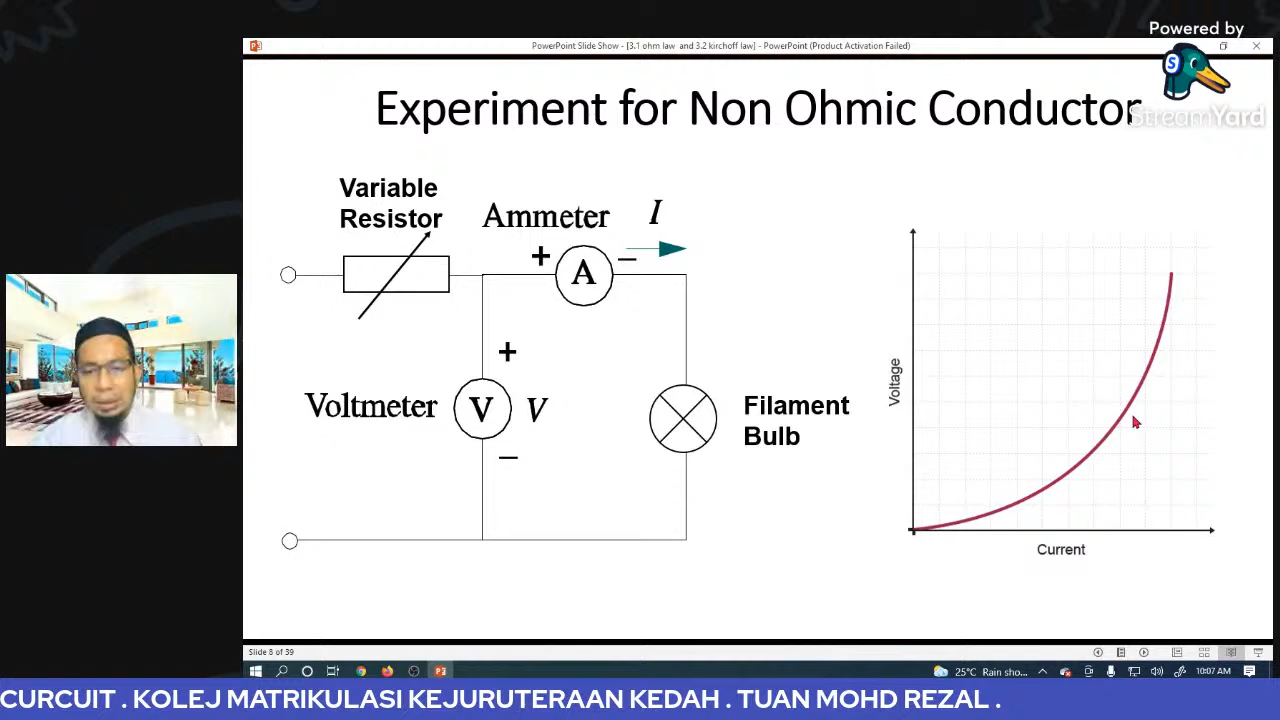 Powered by
StreamYard
PowerPoint Slide Show - [3.1 ohm law and 3.2 kirchoff law] - PowerPoint (Product Activation Failed)
Experiment for Non Ohmic Conductor
Variable
Resistor
Ammeter
I
+
A
–
+
Voltmeter
V
V
–
Filament
Bulb
Voltage
Current
Slide 8 of 39
25°C Rain sho...
10:07 AM
CURCUIT . KOLEJ MATRIKULASI KEJURUTERAAN KEDAH . TUAN MOHD REZAL .